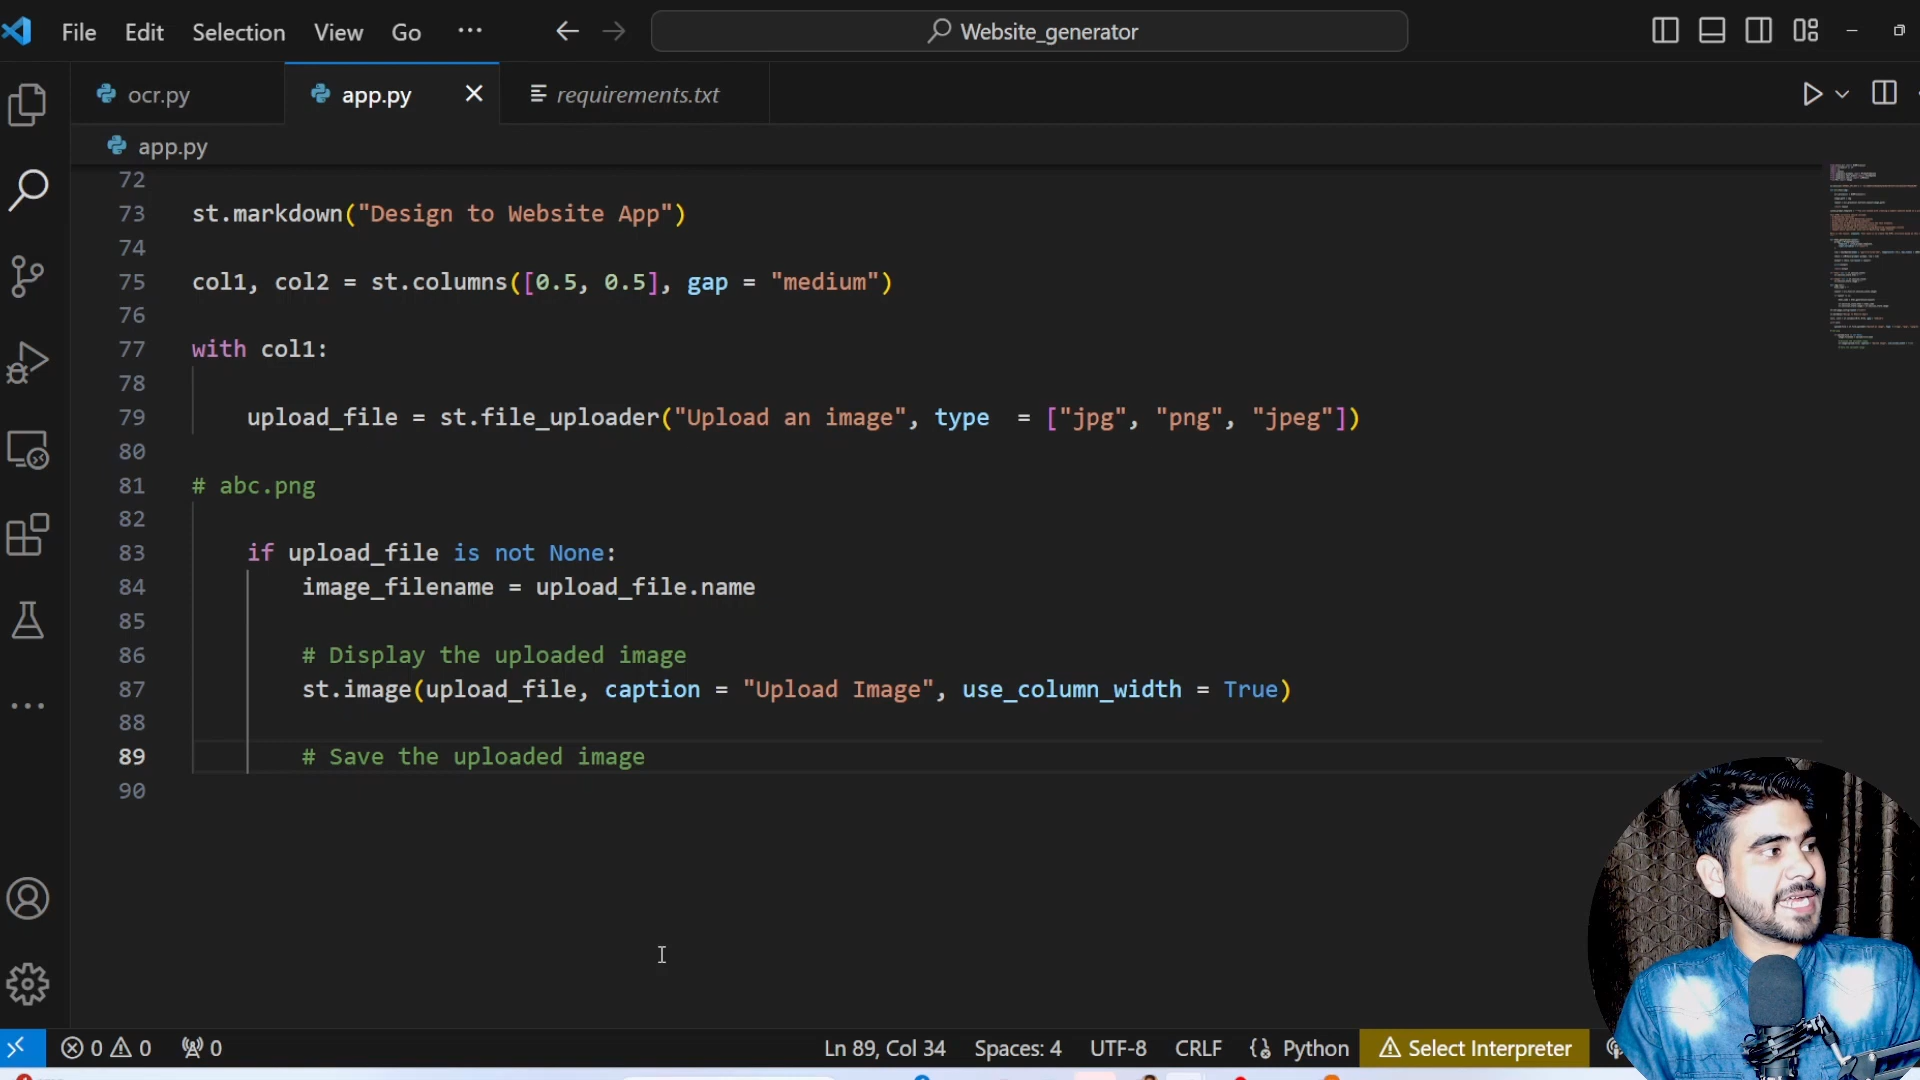 File Edit Selection View Go ··· Website_generator
ocr.py app.py requirements.txt
app.py
72
73 st.markdown("Design to Website App")
74
75 col1, col2 = st.columns([0.5, 0.5], gap = "medium")
76
77 with col1:
78
79 upload_file = st.file_uploader("Upload an image", type  = ["jpg", "png", "jpeg"])
80
81 # abc.png
82
83 if upload_file is not None:
84 image_filename = upload_file.name
85
86 # Display the uploaded image
87 st.image(upload_file, caption = "Upload Image", use_column_width = True)
88
89 # Save the uploaded image
90
0 0 0 Ln 89, Col 34 Spaces: 4 UTF-8 CRLF Python Select Interpreter